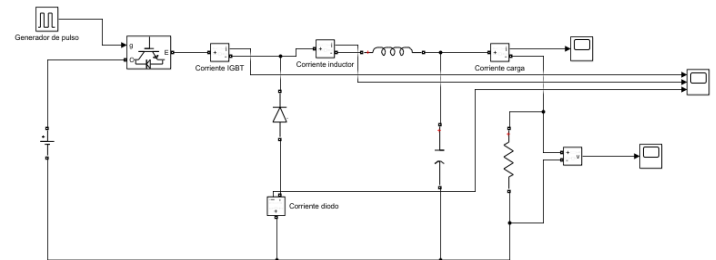 Generador de pulso
g
C
E
+
-
i
Corriente IGBT
+
-
i
Corriente inductor
+
-
i
Corriente carga
+
-
v
+
-
i
Corriente diodo